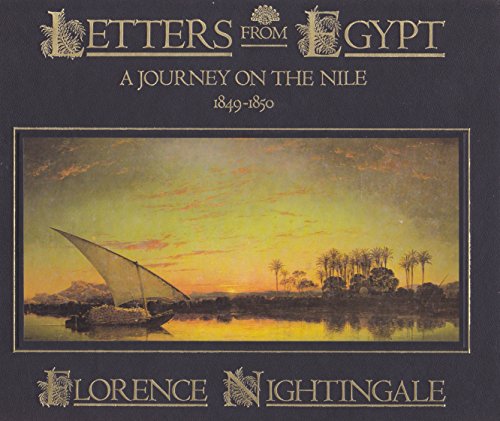 LETTERS FROM EGYPT
A JOURNEY ON THE NILE
1849-1850
FLORENCE NIGHTINGALE